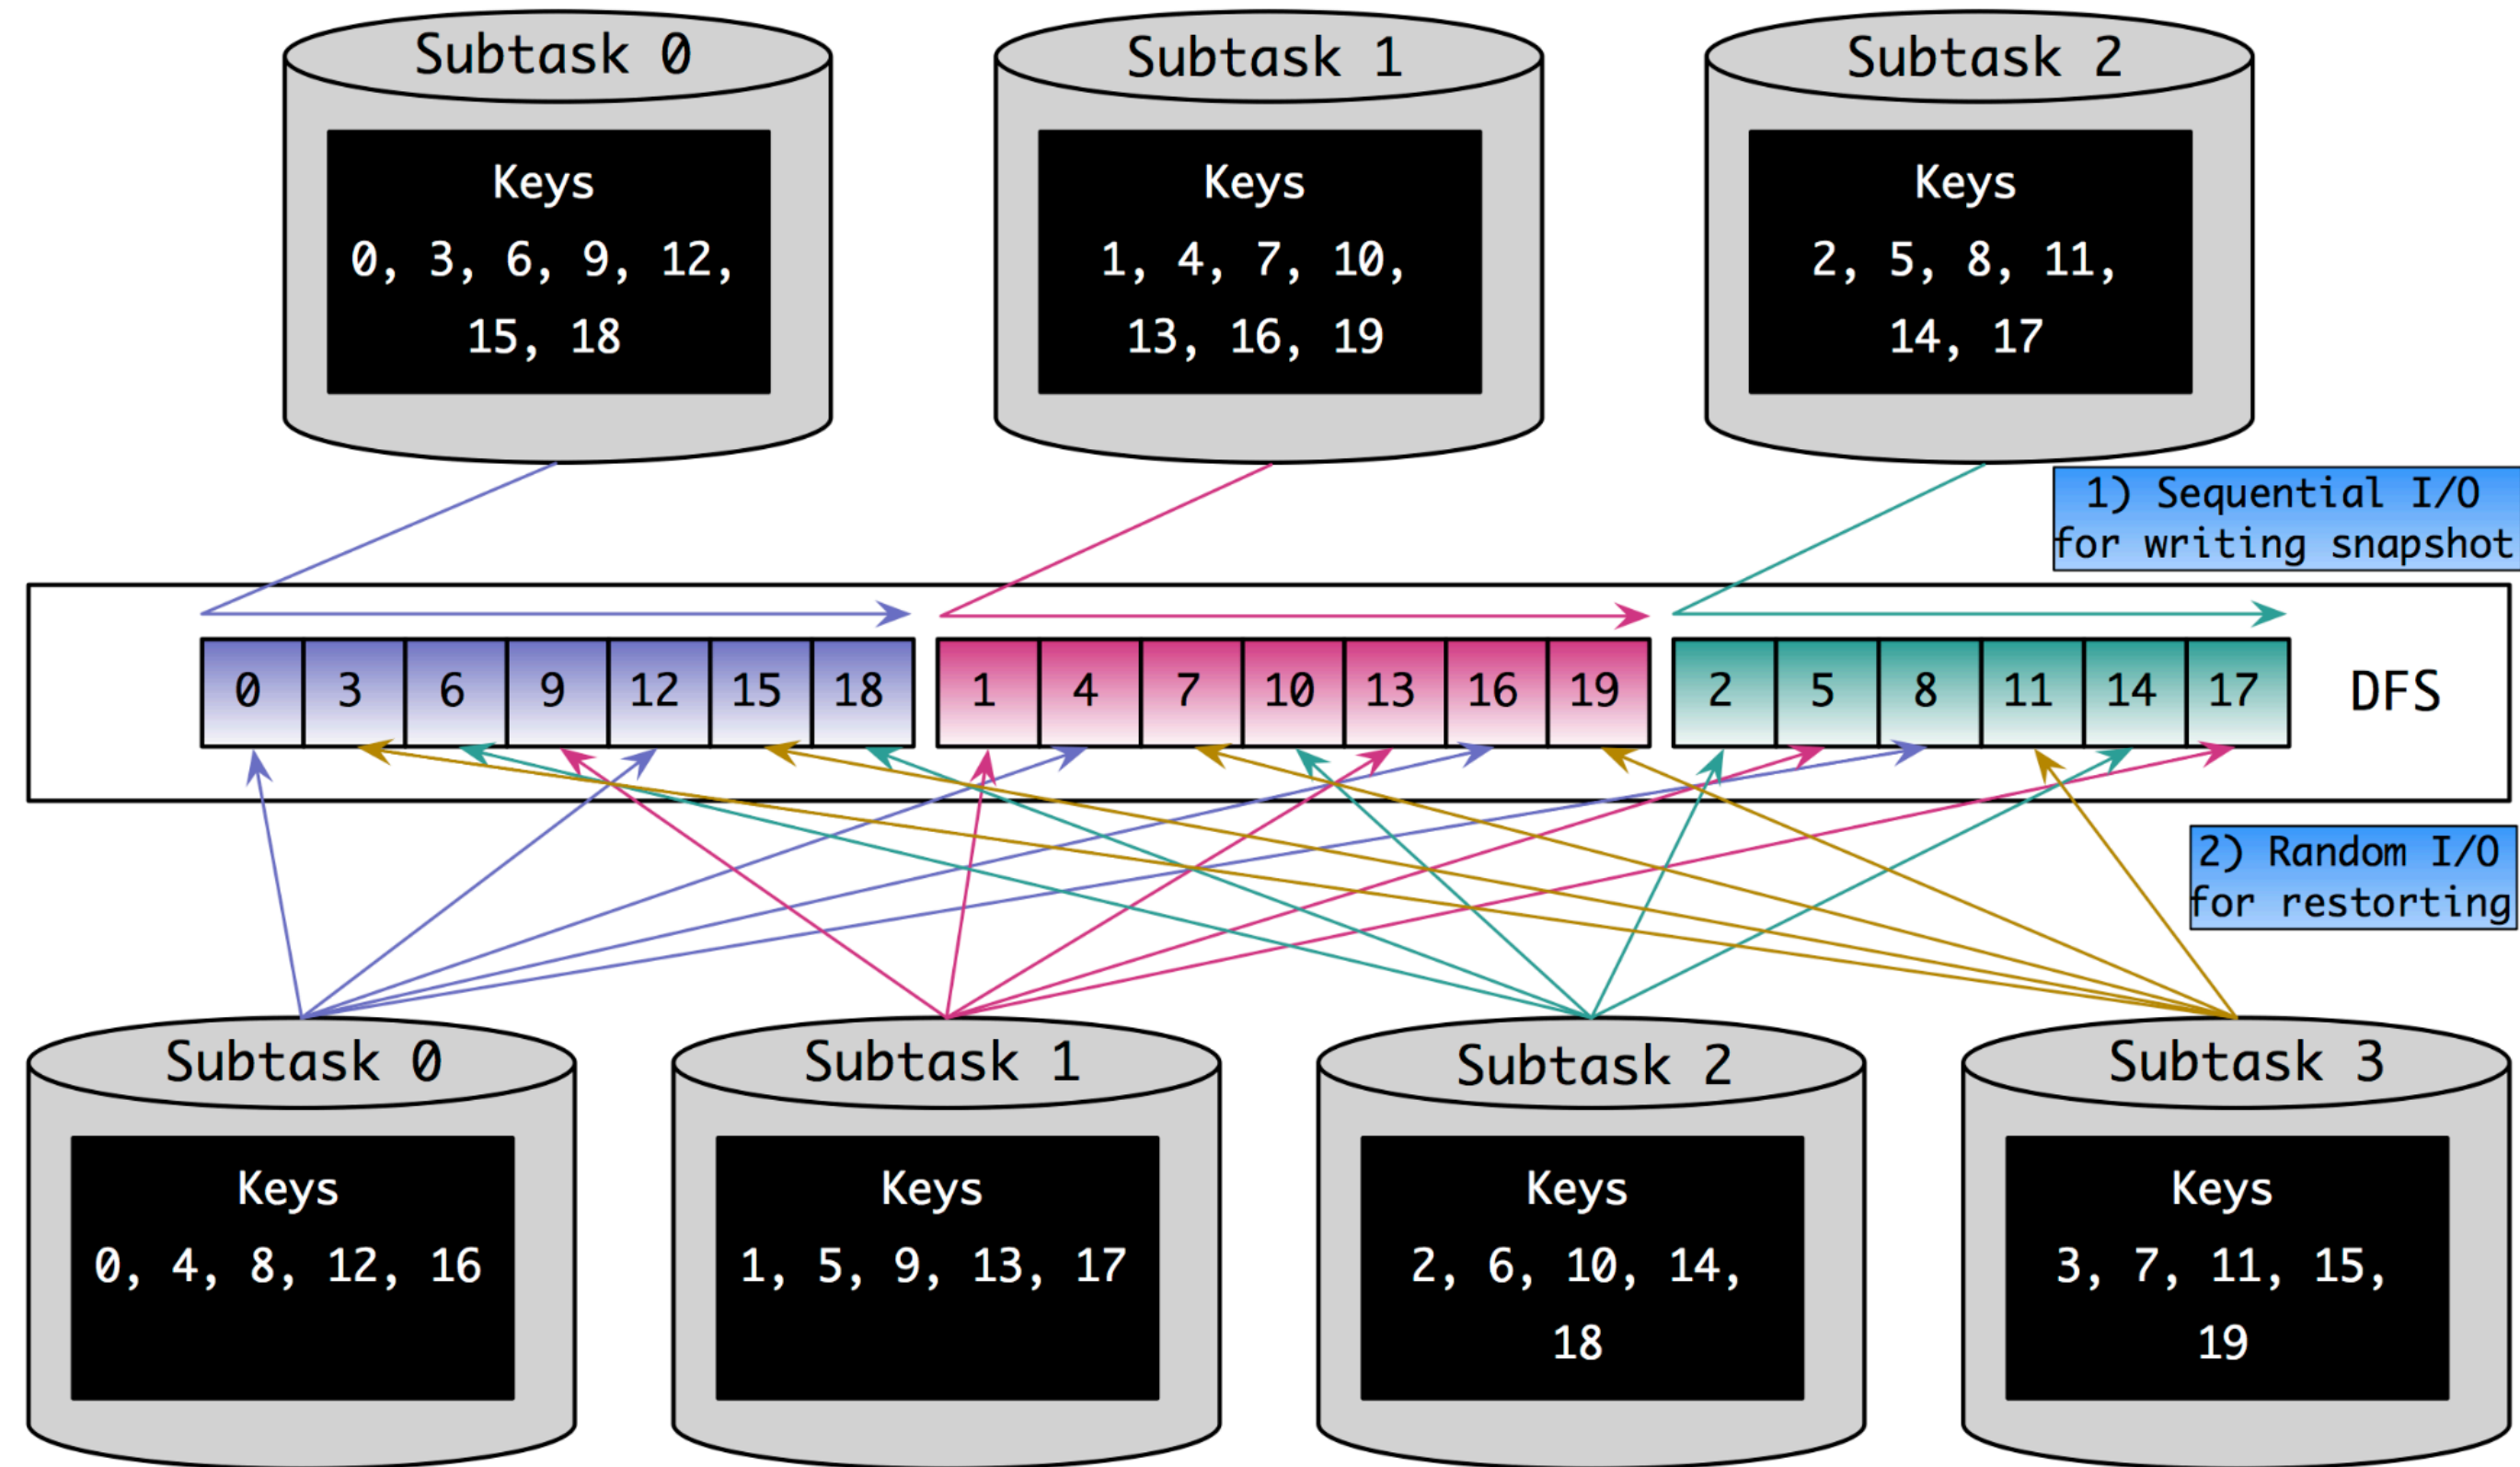 Subtask 0
Keys
0, 3, 6, 9, 12,
15, 18
Subtask 1
Keys
1, 4, 7, 10,
13, 16, 19
Subtask 2
Keys
2, 5, 8, 11,
14, 17
1) Sequential I/O
for writing snapshot
0 3 6 9 12 15 18 1 4 7 10 13 16 19 2 5 8 11 14 17 DFS
2) Random I/O
for restorting
Subtask 0
Keys
0, 4, 8, 12, 16
Subtask 1
Keys
1, 5, 9, 13, 17
Subtask 2
Keys
2, 6, 10, 14,
18
Subtask 3
Keys
3, 7, 11, 15,
19